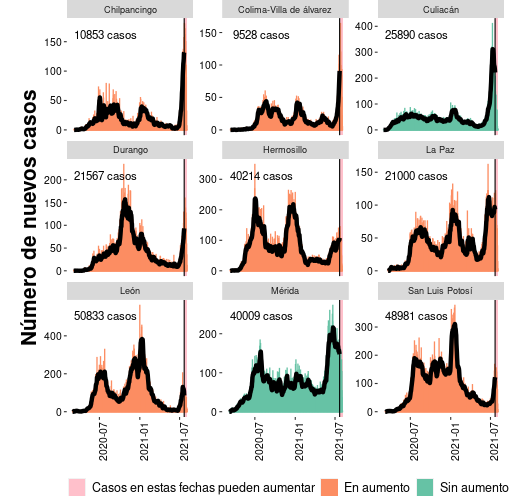 Número de nuevos casos
Chilpancingo
Colima-Villa de álvarez
Culiacán
10853 casos
9528 casos
25890 casos
150
100
50
0
150
100
50
0
400
300
200
100
0
Durango
Hermosillo
La Paz
21567 casos
40214 casos
21000 casos
200
150
100
50
0
300
200
100
0
150
100
50
0
León
Mérida
San Luis Potosí
50833 casos
40009 casos
48981 casos
400
200
0
200
100
0
300
200
100
0
2020-07
2021-01
2021-07
2020-07
2021-01
2021-07
2020-07
2021-01
2021-07
Casos en estas fechas pueden aumentar
En aumento
Sin aumento